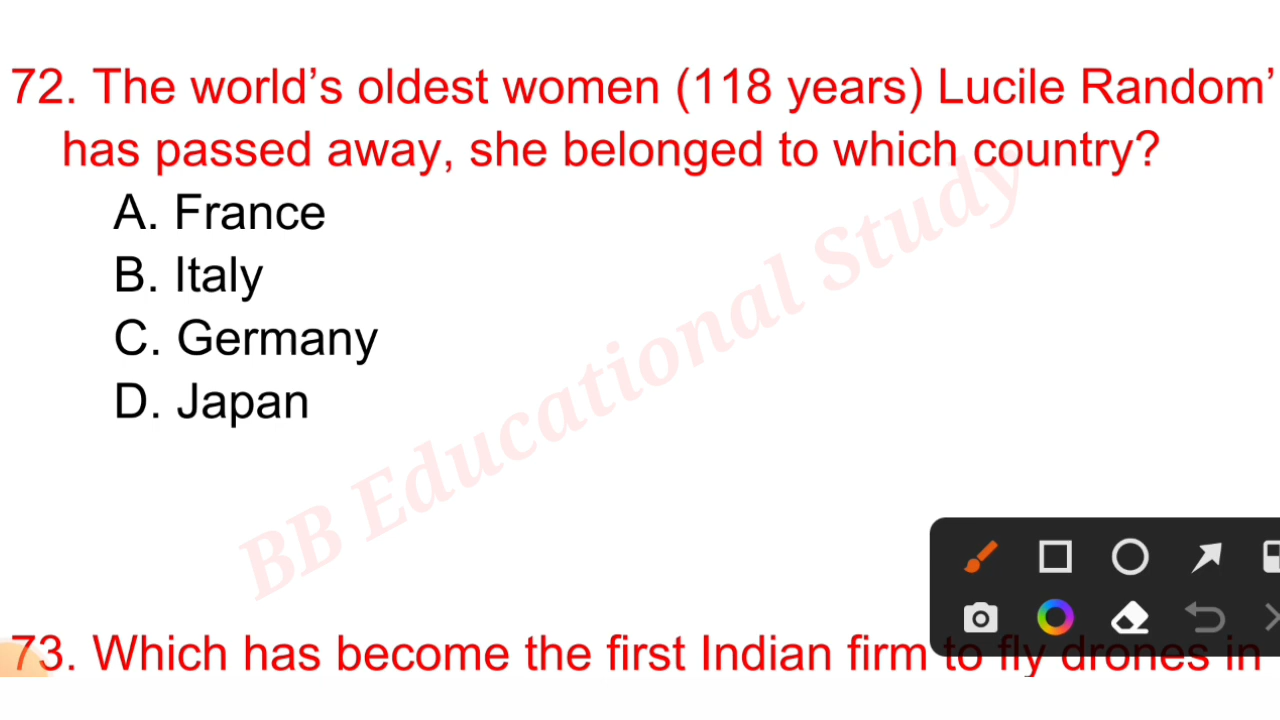 72. The world’s oldest women (118 years) Lucile Random’
has passed away, she belonged to which country?
A. France
B. Italy
C. Germany
D. Japan
BB Educational Study
73. Which has become the first Indian firm to fly drones in